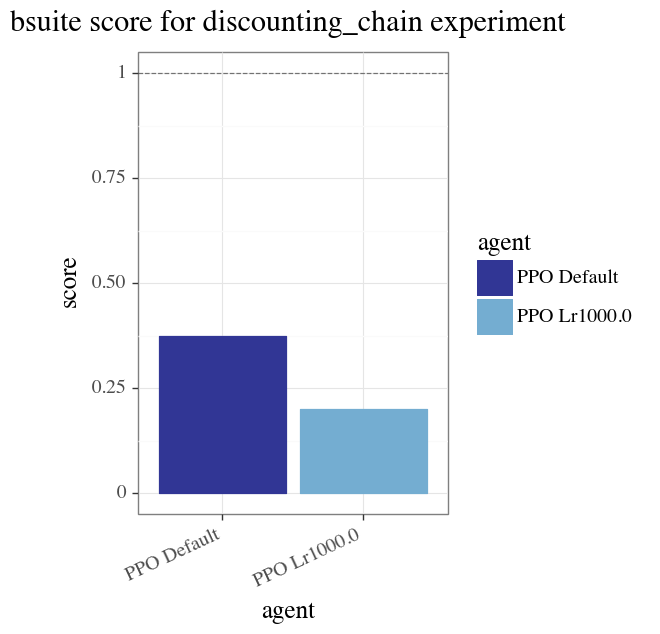 bsuite score for discounting_chain experiment
1
0.75
0.50
0.25
0
score
PPO Default
PPO Lr1000.0
agent
agent
PPO Default
PPO Lr1000.0